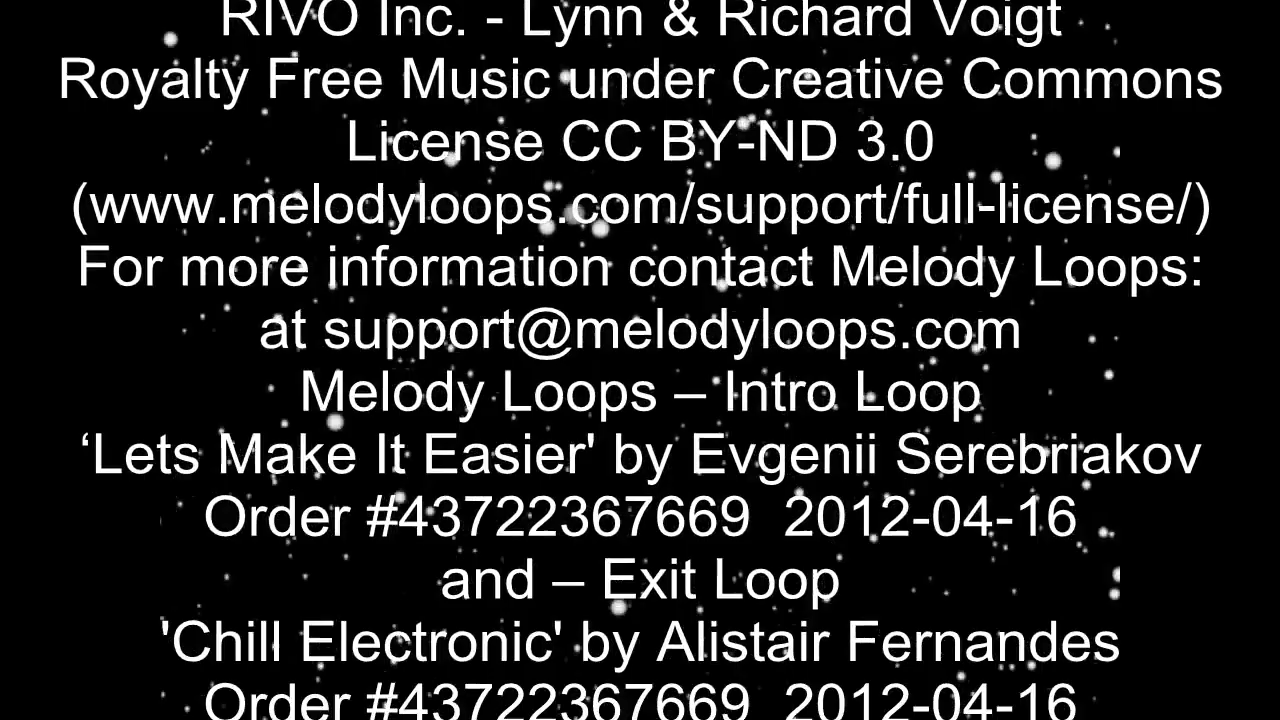 RIVO Inc. - Lynn & Richard Voigt
Royalty Free Music under Creative Commons
License CC BY-ND 3.0
(www.melodyloops.com/support/full-license/)
For more information contact Melody Loops:
at support@melodyloops.com
Melody Loops – Intro Loop
‘Lets Make It Easier' by Evgenii Serebriakov
Order #43722367669  2012-04-16
and – Exit Loop
'Chill Electronic' by Alistair Fernandes
Order #43722367669  2012-04-16